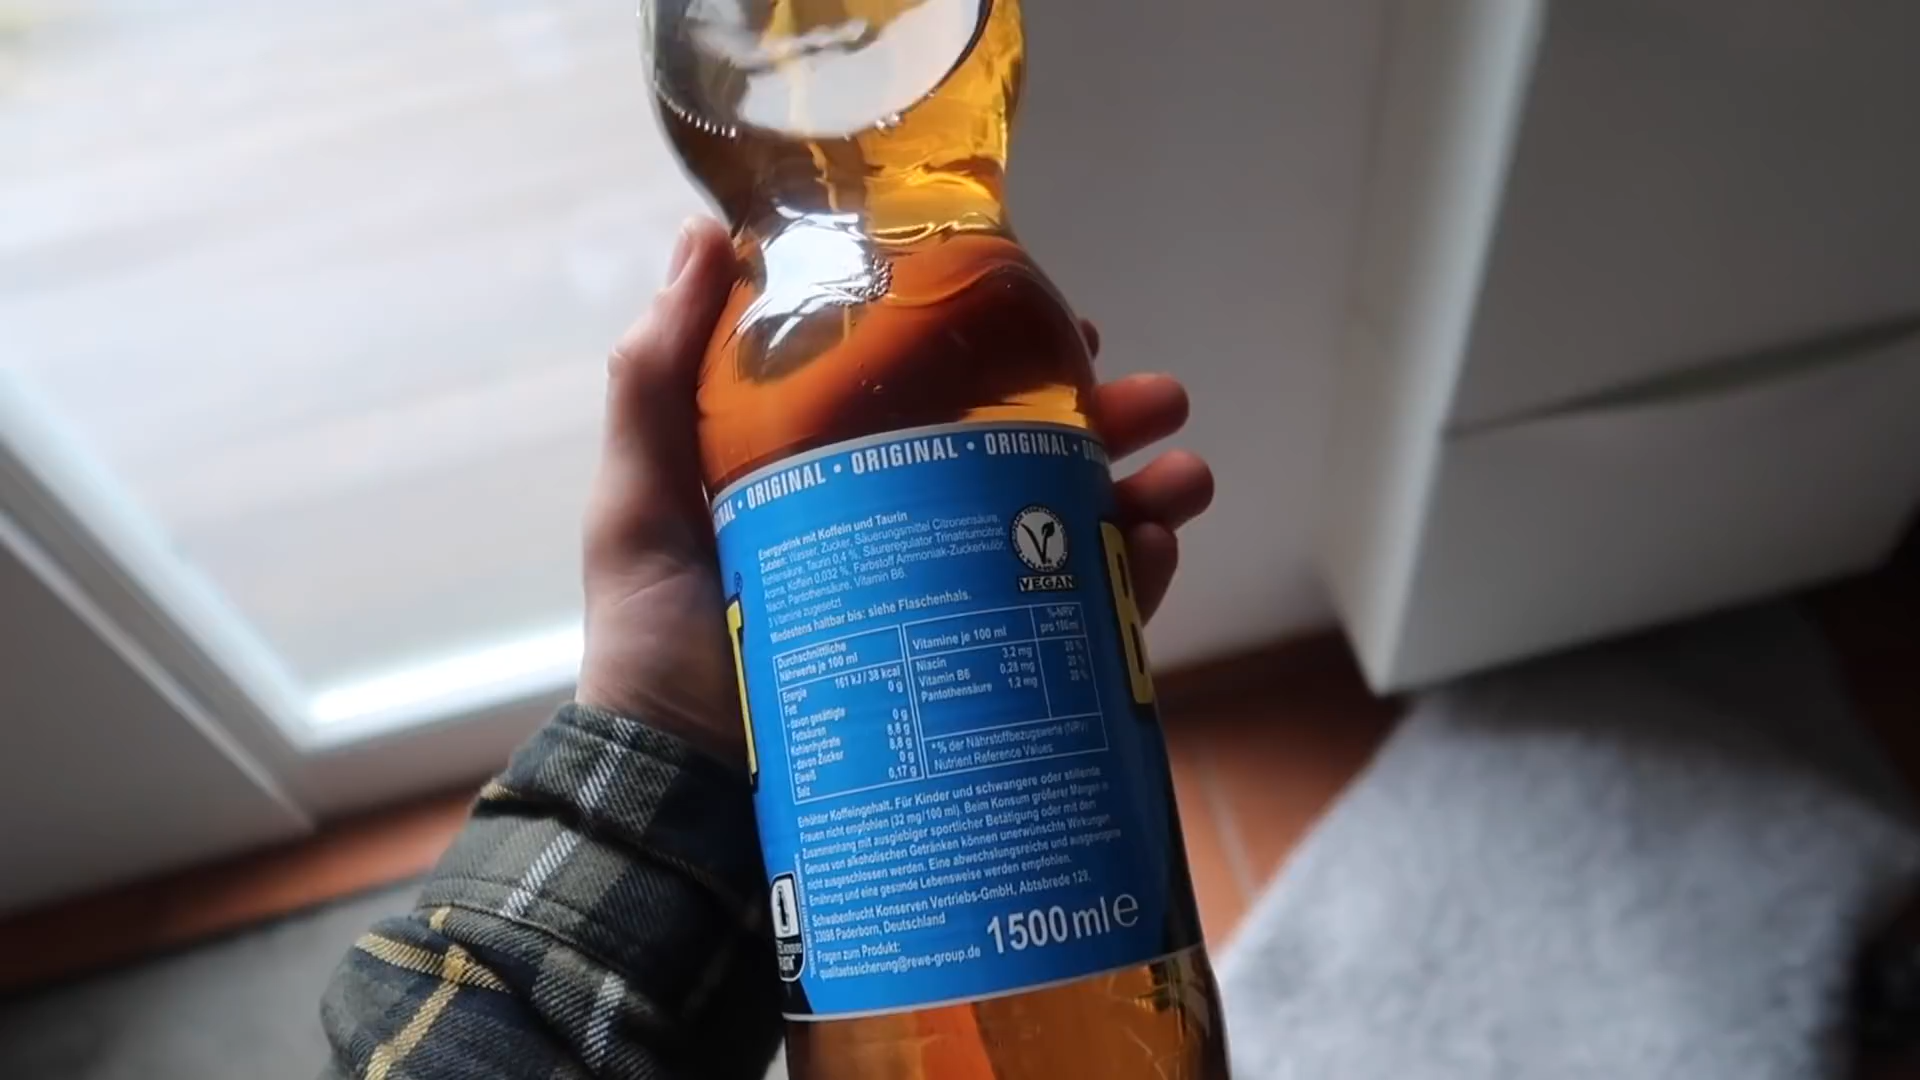 ORIGINAL • ORIGINAL • ORIGINAL
Energydrink mit Koffein und Taurin
Zutaten: Wasser, Zucker, Säuerungsmittel Citronensäure,
Kohlensäure, Taurin 0,4 %, Säureregulator Trinatriumcitrat,
Aroma, Koffein 0,032 %, Farbstoff Ammoniak-Zuckerkulör,
Niacin, Pantothensäure, Vitamin B6.
3 Vitamine zugesetzt
Mindestens haltbar bis: siehe Flaschenhals.
VEGAN
Durchschnittliche
Nährwerte je 100 ml
Energie 161 kJ / 38 kcal
Fett 0 g
- davon gesättigte
Fettsäuren 0 g
Kohlenhydrate 8,8 g
- davon Zucker 8,8 g
Eiweiß 0 g
Salz 0,17 g
Vitamine je 100 ml %-NRV*
pro 100 ml
Niacin 3,2 mg 20 %
Vitamin B6 0,28 mg 20 %
Pantothensäure 1,2 mg 20 %
*% der Nährstoffbezugswerte (NRV)
Nutrient Reference Values
Erhöhter Koffeingehalt. Für Kinder und schwangere oder stillende
Frauen nicht empfohlen (32 mg/100 ml). Beim Konsum größerer Mengen in
Zusammenhang mit ausgiebiger sportlicher Betätigung oder mit dem
Genuss von alkoholischen Getränken können unerwünschte Wirkungen
nicht ausgeschlossen werden. Eine abwechslungsreiche und ausgewogene
Ernährung und eine gesunde Lebensweise werden empfohlen.
Schwabenfrucht Konserven Vertriebs-GmbH, Abtsbrede 129,
33098 Paderborn, Deutschland
Fragen zum Produkt:
qualitaetssicherung@rewe-group.de
1500 ml e
T
B